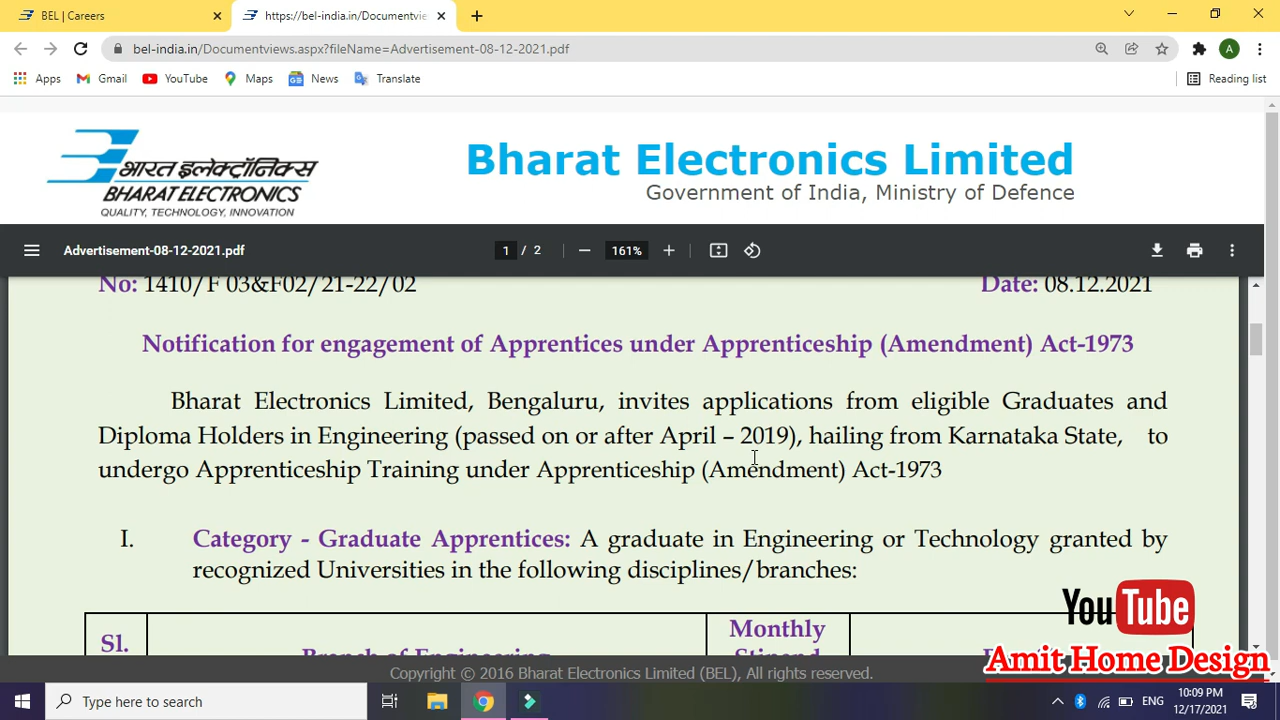 BEL | Careers
https://bel-india.in/Documentvie
bel-india.in/Documentviews.aspx?fileName=Advertisement-08-12-2021.pdf
A
Apps Gmail YouTube Maps News Translate Reading list
भारत इलेक्ट्रॉनिक्स
BHARAT ELECTRONICS
QUALITY, TECHNOLOGY, INNOVATION
Bharat Electronics Limited
Government of India, Ministry of Defence
Advertisement-08-12-2021.pdf 1 / 2 161%
No: 1410/F 03&F02/21-22/02 Date: 08.12.2021
Notification for engagement of Apprentices under Apprenticeship (Amendment) Act-1973
Bharat Electronics Limited, Bengaluru, invites applications from eligible Graduates and
Diploma Holders in Engineering (passed on or after April – 2019), hailing from Karnataka State, to
undergo Apprenticeship Training under Apprenticeship (Amendment) Act-1973
I. Category - Graduate Apprentices: A graduate in Engineering or Technology granted by
recognized Universities in the following disciplines/branches:
Sl.
Branch of Engineering
Monthly
Stipend
YouTube
Amit Home Design
Copyright © 2016 Bharat Electronics Limited (BEL), All rights reserved.
Type here to search
ENG
10:09 PM
12/17/2021